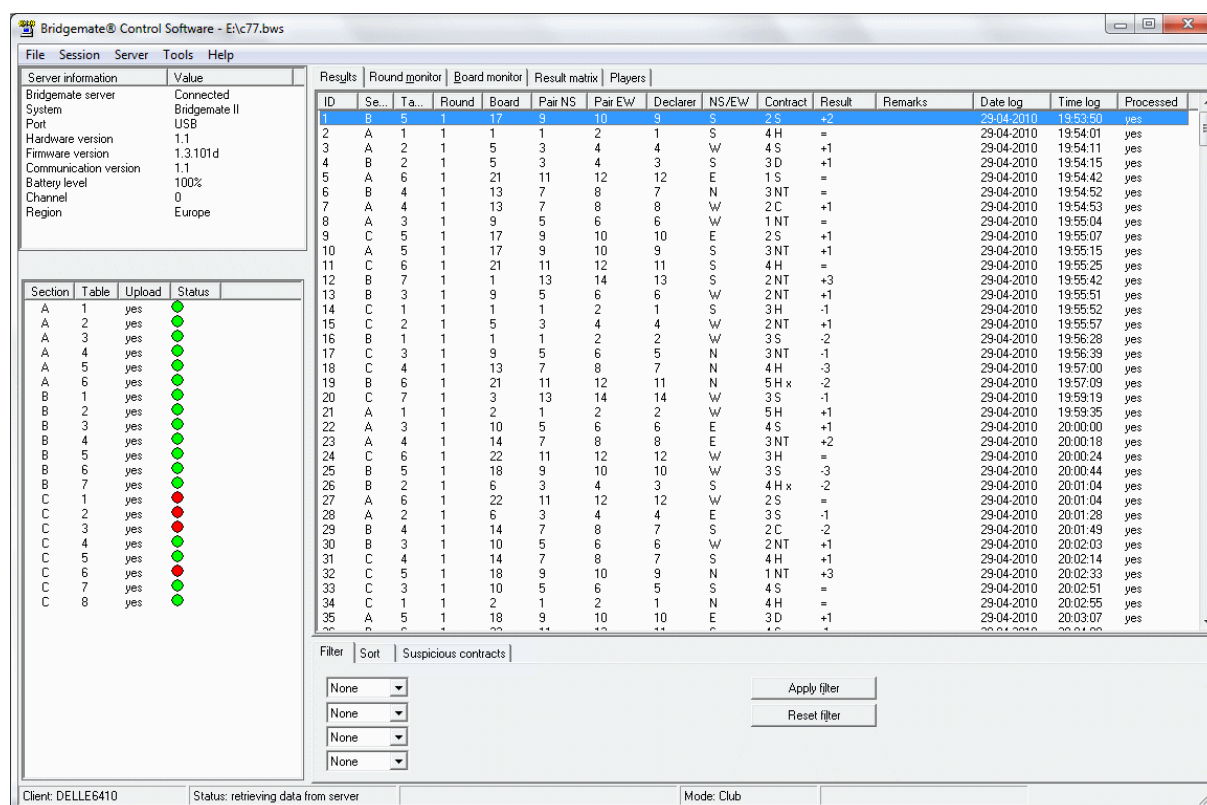 Bridgemate® Control Software - E:\c77.bws
File Session Server Tools Help
Server information Value
Bridgemate server Connected
System Bridgemate II
Port USB
Hardware version 1.1
Firmware version 1.3.101d
Communication version 1.1
Battery level 100%
Channel 0
Region Europe
Section Table Upload Status
A 1 yes
A 2 yes
A 3 yes
A 4 yes
A 5 yes
A 6 yes
B 1 yes
B 2 yes
B 3 yes
B 4 yes
B 5 yes
B 6 yes
B 7 yes
C 1 yes
C 2 yes
C 3 yes
C 4 yes
C 5 yes
C 6 yes
C 7 yes
C 8 yes
Results Round monitor Board monitor Result matrix Players
ID Se... Ta... Round Board Pair NS Pair EW Declarer NS/EW Contract Result Remarks Date log Time log Processed
1 B 5 1 17 9 10 9 S 2 S +2 29-04-2010 19:53:50 yes
2 A 1 1 1 1 2 1 S 4 H = 29-04-2010 19:54:01 yes
3 A 2 1 5 3 4 4 W 4 S +1 29-04-2010 19:54:11 yes
4 B 2 1 5 3 4 3 S 3 D +1 29-04-2010 19:54:15 yes
5 A 6 1 21 11 12 12 E 1 S = 29-04-2010 19:54:42 yes
6 B 4 1 13 7 8 7 N 3 NT = 29-04-2010 19:54:52 yes
7 A 4 1 13 7 8 8 W 2 C +1 29-04-2010 19:54:53 yes
8 A 3 1 9 5 6 6 W 1 NT = 29-04-2010 19:55:04 yes
9 C 5 1 17 9 10 10 E 2 S +1 29-04-2010 19:55:07 yes
10 A 5 1 17 9 10 9 S 3 NT +1 29-04-2010 19:55:15 yes
11 C 6 1 21 11 12 11 S 4 H = 29-04-2010 19:55:25 yes
12 B 7 1 1 13 14 13 S 2 NT +3 29-04-2010 19:55:42 yes
13 B 3 1 9 5 6 6 W 2 NT +1 29-04-2010 19:55:51 yes
14 C 1 1 1 1 2 1 S 3 H -1 29-04-2010 19:55:52 yes
15 C 2 1 5 3 4 4 W 2 NT +1 29-04-2010 19:55:57 yes
16 B 1 1 1 1 2 2 W 3 S -2 29-04-2010 19:56:28 yes
17 C 3 1 9 5 6 5 N 3 NT -1 29-04-2010 19:56:39 yes
18 C 4 1 13 7 8 7 N 4 H -3 29-04-2010 19:57:00 yes
19 B 6 1 21 11 12 11 N 5 H x -2 29-04-2010 19:57:09 yes
20 C 7 1 3 13 14 14 W 3 S -1 29-04-2010 19:59:19 yes
21 A 1 1 2 1 2 2 W 5 H +1 29-04-2010 19:59:35 yes
22 A 3 1 10 5 6 6 E 4 S +1 29-04-2010 20:00:00 yes
23 A 4 1 14 7 8 8 E 3 NT +2 29-04-2010 20:00:18 yes
24 C 6 1 22 11 12 12 W 3 H = 29-04-2010 20:00:24 yes
25 B 5 1 18 9 10 10 W 3 S -3 29-04-2010 20:00:44 yes
26 B 2 1 6 3 4 3 S 4 H x -2 29-04-2010 20:01:04 yes
27 A 6 1 22 11 12 12 W 2 S = 29-04-2010 20:01:04 yes
28 A 2 1 6 3 4 4 E 3 S -1 29-04-2010 20:01:28 yes
29 B 4 1 14 7 8 7 S 2 C -2 29-04-2010 20:01:49 yes
30 B 3 1 10 5 6 6 W 2 NT +1 29-04-2010 20:02:03 yes
31 C 4 1 14 7 8 7 S 4 H +1 29-04-2010 20:02:14 yes
32 C 5 1 18 9 10 9 N 1 NT +3 29-04-2010 20:02:33 yes
33 C 3 1 10 5 6 5 S 4 S = 29-04-2010 20:02:51 yes
34 C 1 1 2 1 2 1 N 4 H = 29-04-2010 20:02:55 yes
35 A 5 1 18 9 10 10 E 3 D +1 29-04-2010 20:03:07 yes
Filter Sort Suspicious contracts
None Apply filter
None Reset filter
None
None
Client: DELLE6410 Status: retrieving data from server Mode: Club